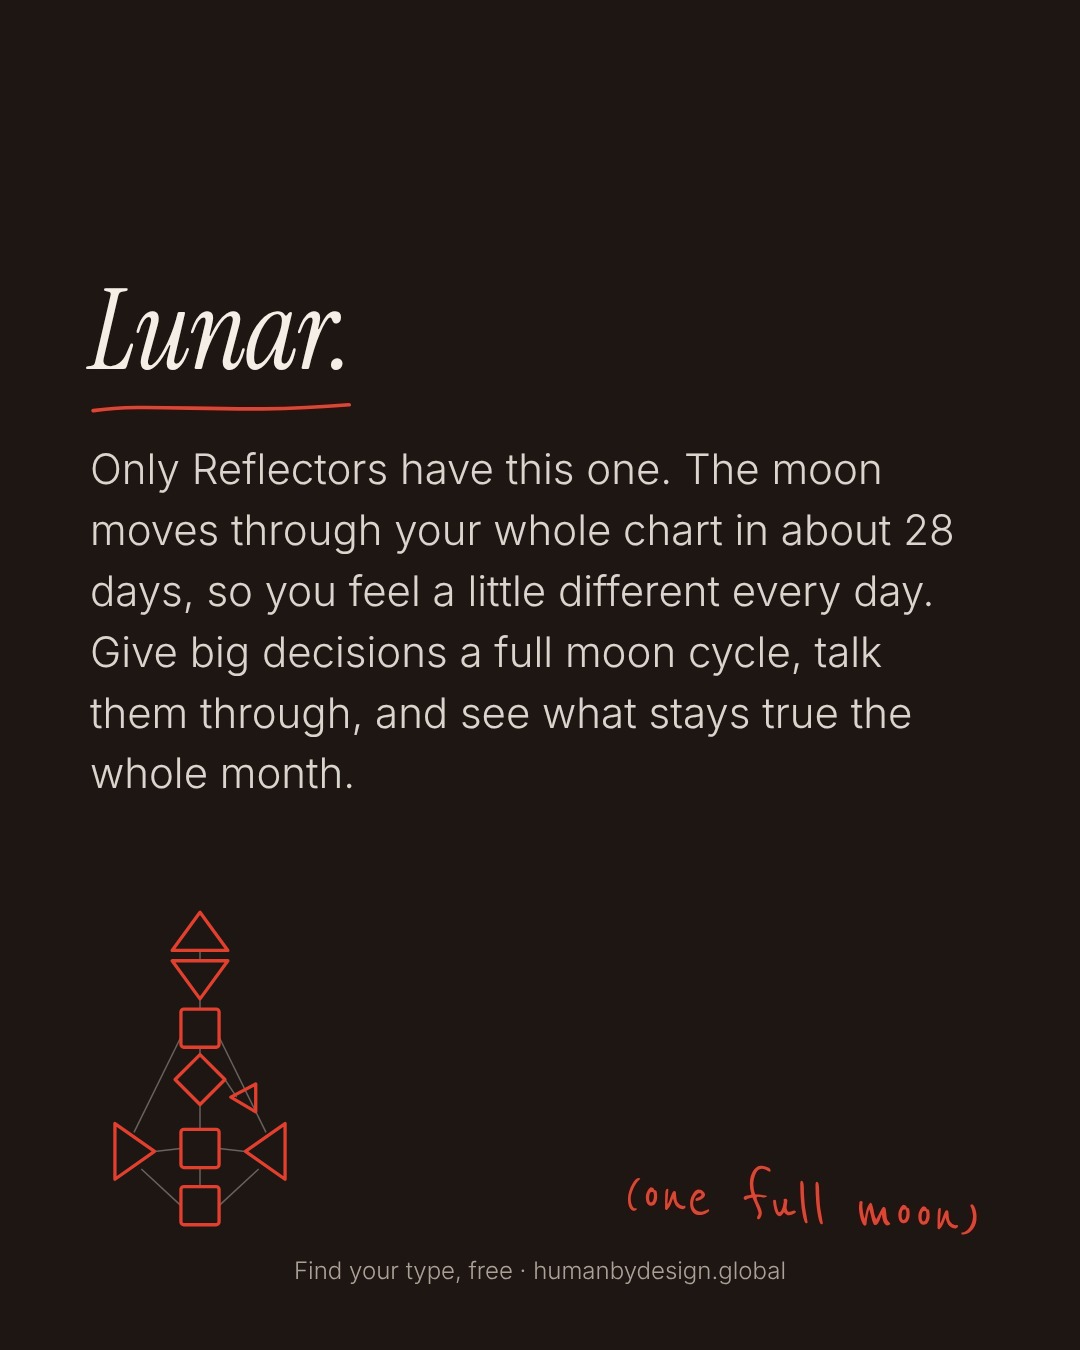 Lunar.
Only Reflectors have this one. The moon
moves through your whole chart in about 28
days, so you feel a little different every day.
Give big decisions a full moon cycle, talk
them through, and see what stays true the
whole month.
(one full moon)
Find your type, free · humanbydesign.global